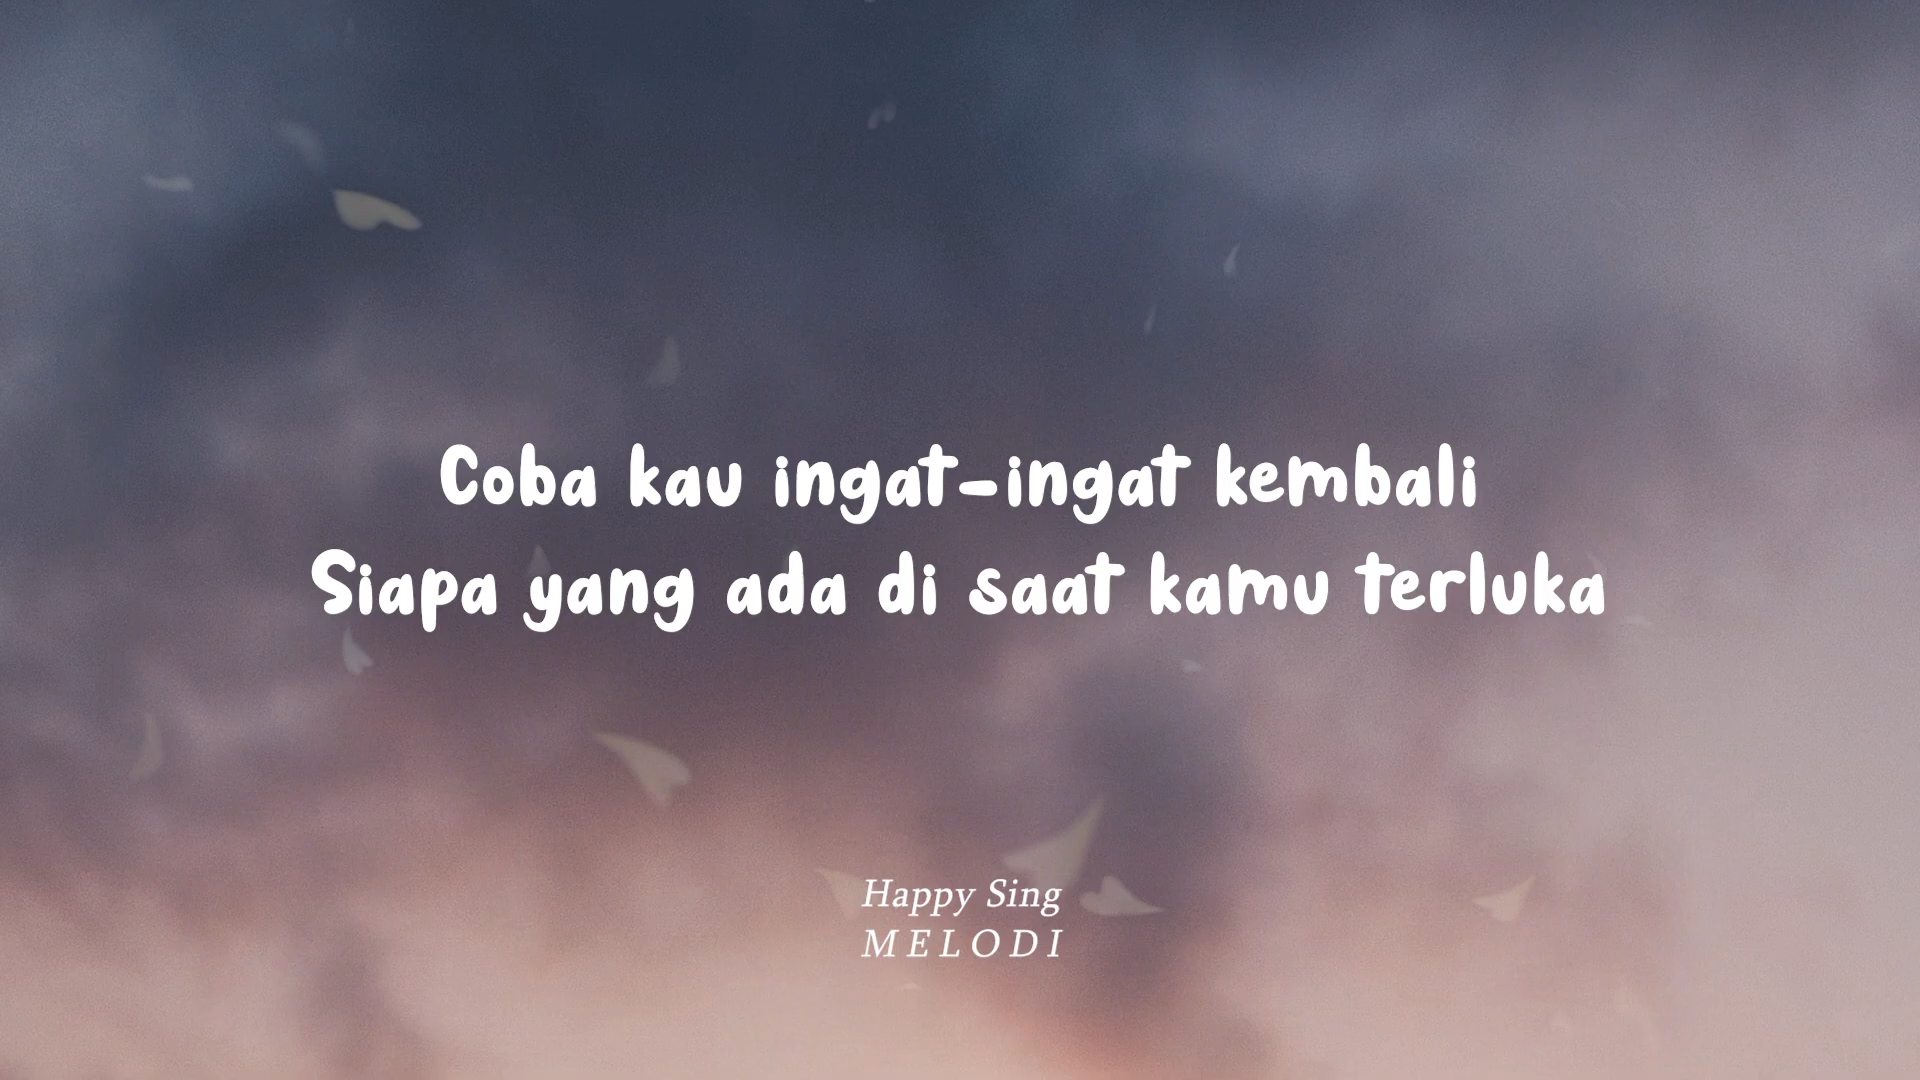 Coba kau ingat-ingat kembali
Siapa yang ada di saat kamu terluka
Happy Sing
MELODI